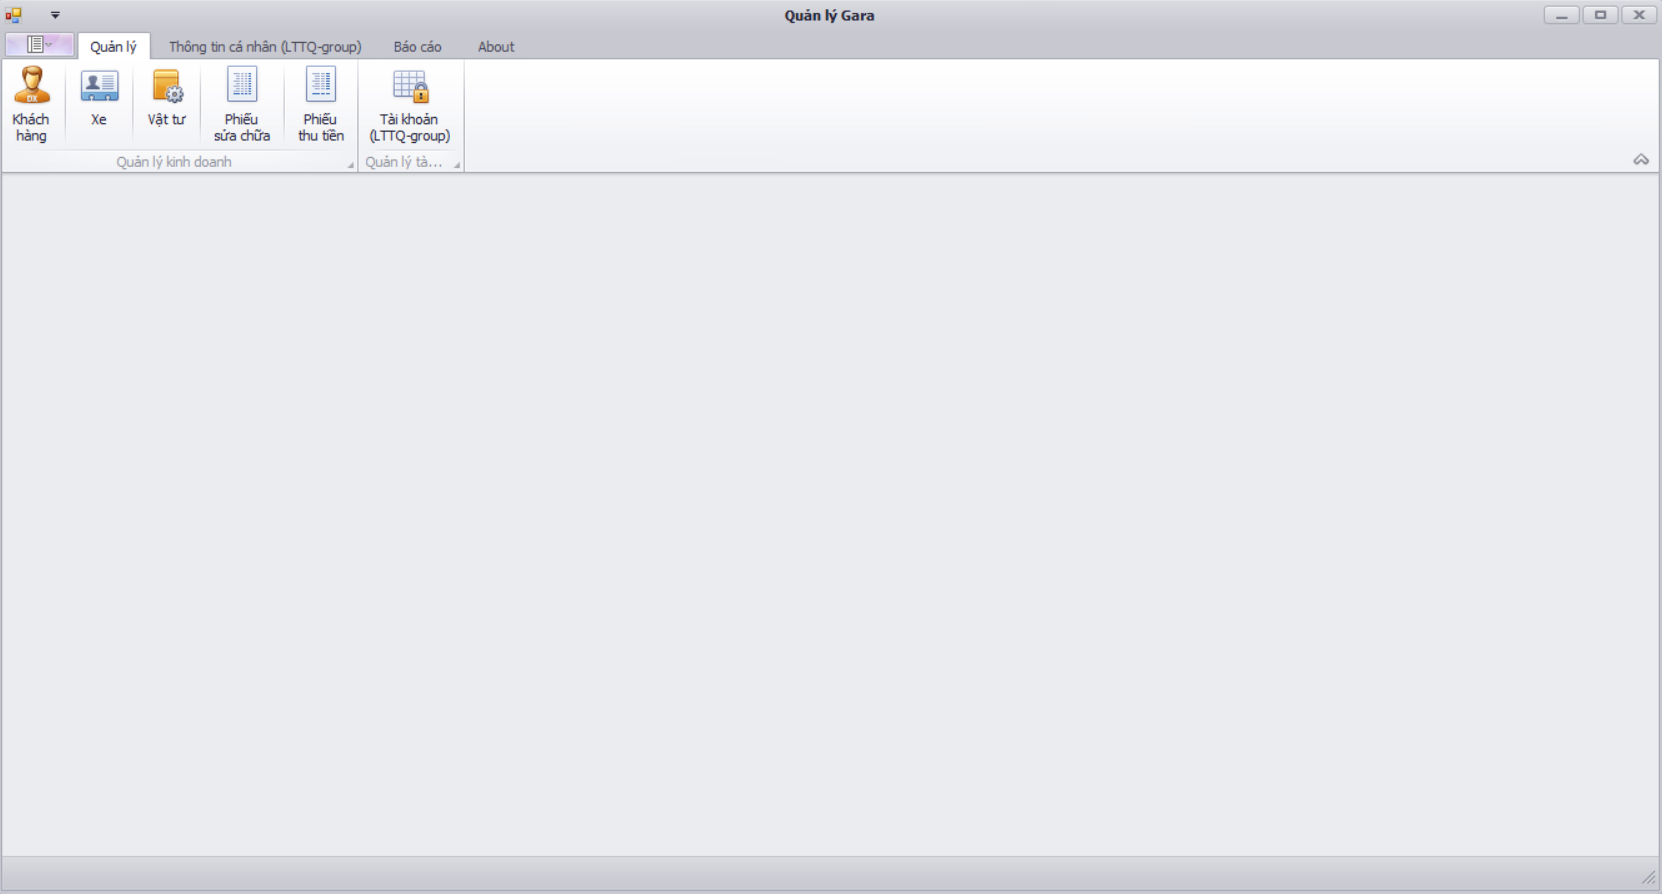 Quản lý Gara
Quản lý
Thông tin cá nhân (LTTQ-group)
Báo cáo
About
Khách
hàng
Xe
Vật tư
Phiếu
sửa chữa
Phiếu
thu tiền
Tài khoản
(LTTQ-group)
Quản lý kinh doanh
Quản lý tà...